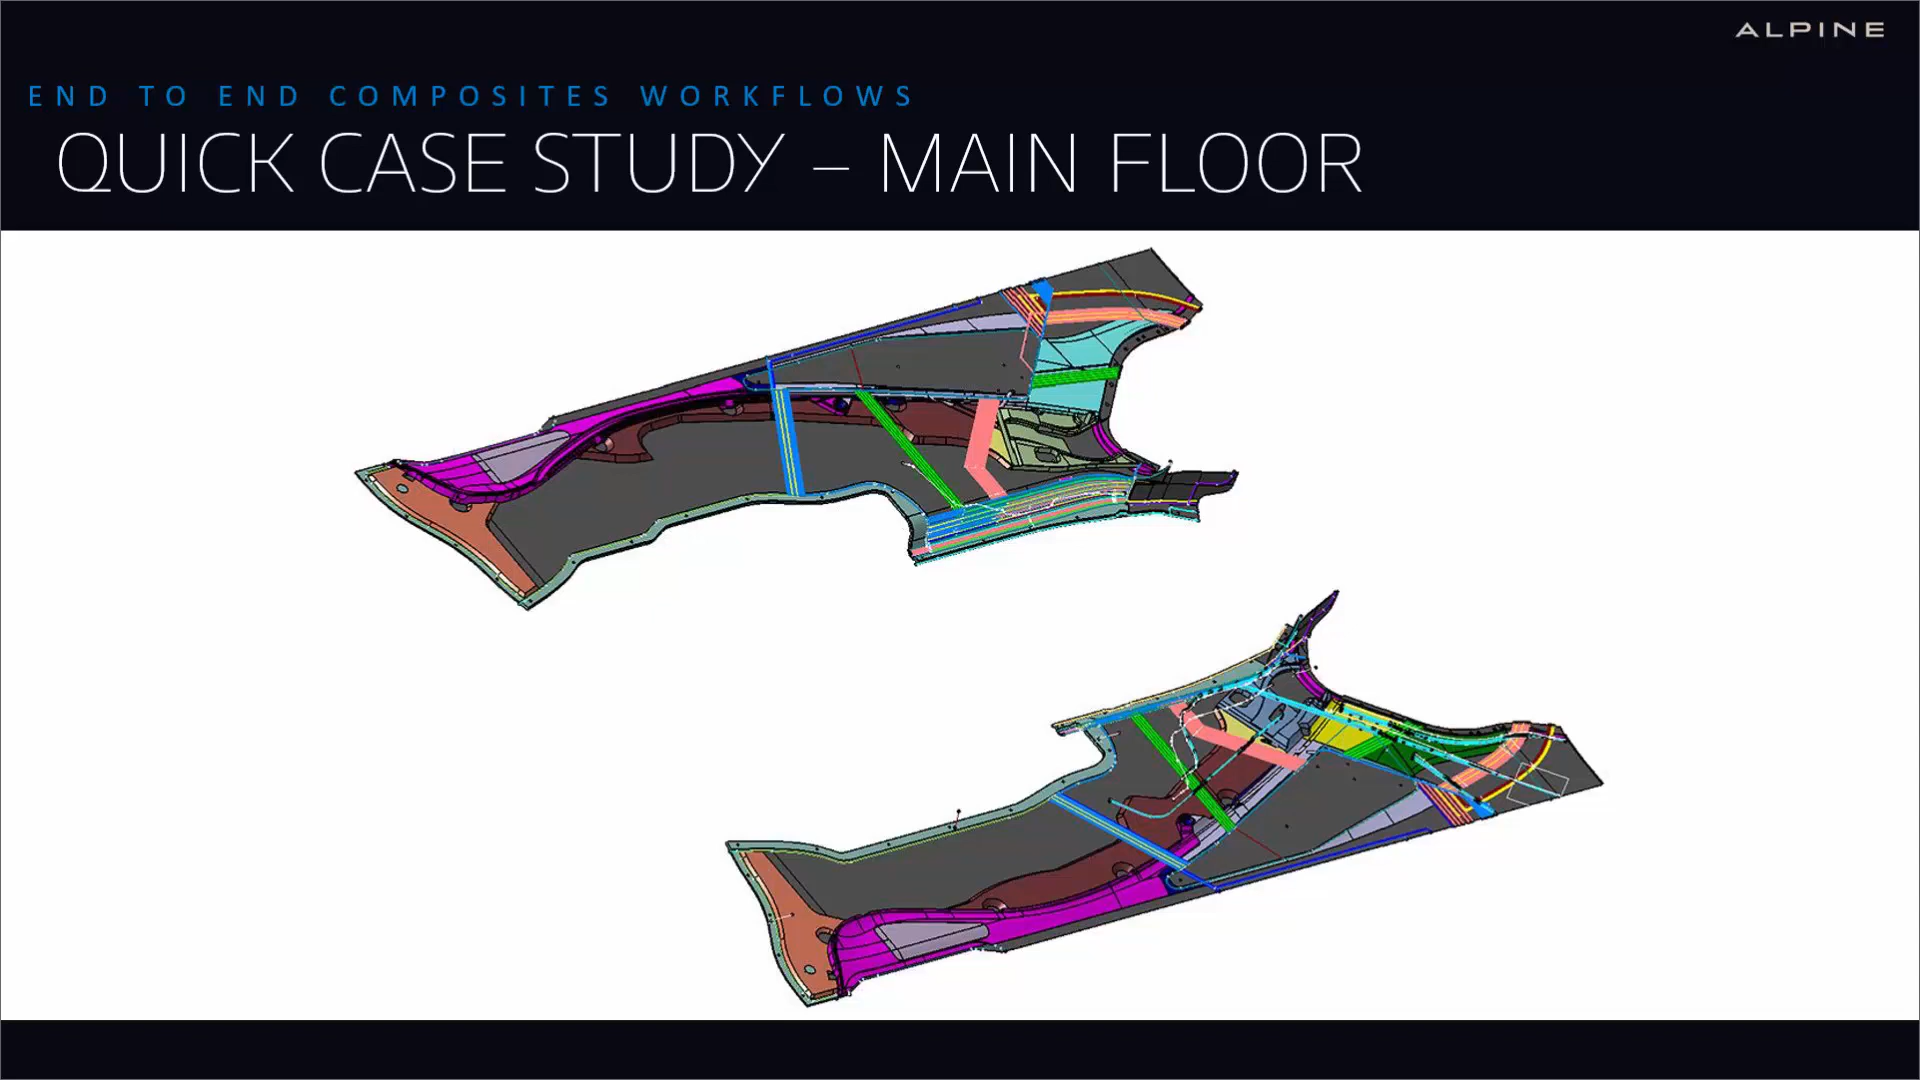 ALPINE
END TO END COMPOSITES WORKFLOWS
QUICK CASE STUDY – MAIN FLOOR